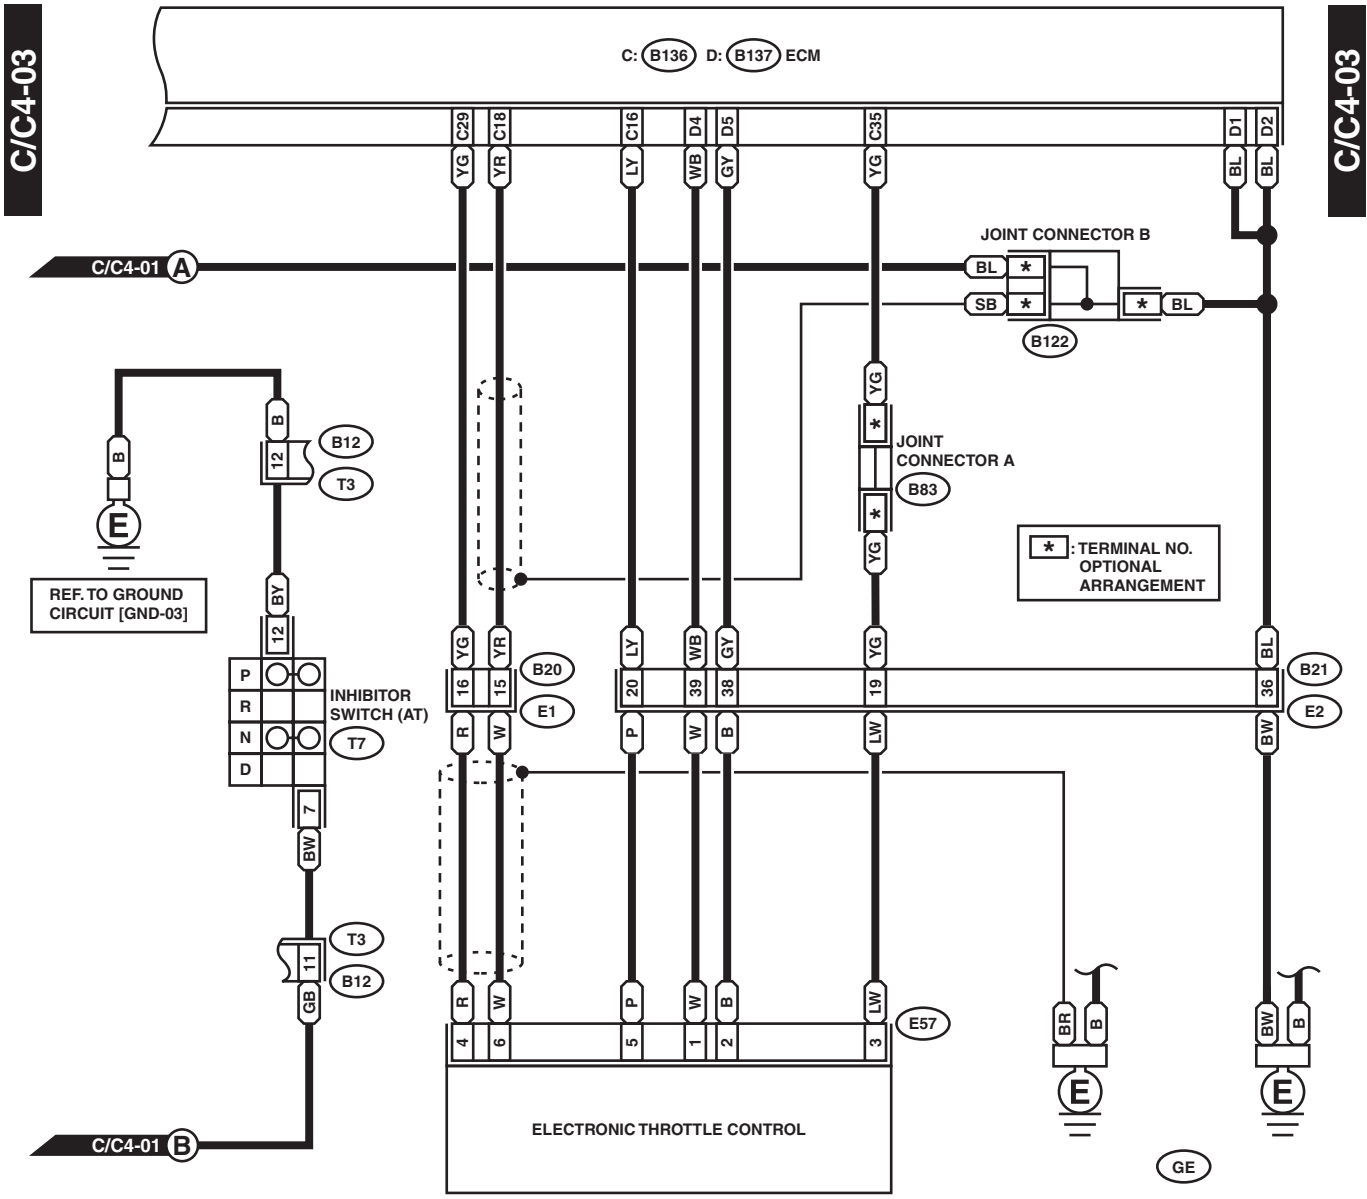 C/C4-03
C/C4-03
C: B136 D: B137 ECM
C29 C18 C16 D4 D5 C35 D1 D2
YG YR LY WB GY YG BL BL
JOINT CONNECTOR B
C/C4-01 A
BL *
SB * * BL
B122
YG
B
B12
B 12
T3
*
JOINT
CONNECTOR A
B83
*
YG
E
* : TERMINAL NO.
OPTIONAL
ARRANGEMENT
REF. TO GROUND
CIRCUIT [GND-03]
BY
12
YG YR LY WB GY YG BL
B20
B21
16 15 20 39 38 19 36
E1
E2
R W P W B LW BW
P
R
N
D
INHIBITOR
SWITCH (AT)
T7
7
BW
T3
11
B12
GB
R W P W B LW
E57
4 6 5 1 2 3
BR B BW B
E E
ELECTRONIC THROTTLE CONTROL
C/C4-01 B
GE